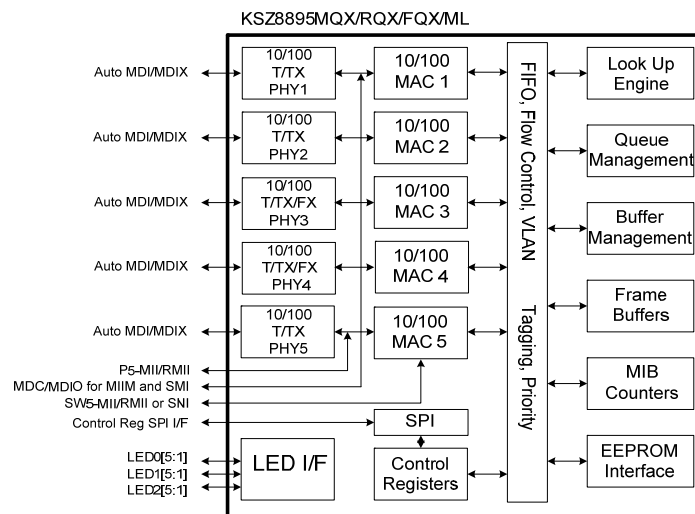 KSZ8895MQX/RQX/FQX/ML
Auto MDI/MDIX
10/100
T/TX
PHY1
10/100
MAC 1
Look Up
Engine
Auto MDI/MDIX
10/100
T/TX
PHY2
10/100
MAC 2
Queue
Management
Auto MDI/MDIX
10/100
T/TX/FX
PHY3
10/100
MAC 3
Buffer
Management
Auto MDI/MDIX
10/100
T/TX/FX
PHY4
10/100
MAC 4
Frame
Buffers
Auto MDI/MDIX
10/100
T/TX
PHY5
10/100
MAC 5
FIFO, Flow Control, VLAN Tagging, Priority
P5-MII/RMII
MDC/MDIO for MIIM and SMI
SW5-MII/RMII or SNI
Control Reg SPI I/F
SPI
MIB
Counters
LED0[5:1]
LED1[5:1]
LED2[5:1]
LED I/F
Control
Registers
EEPROM
Interface